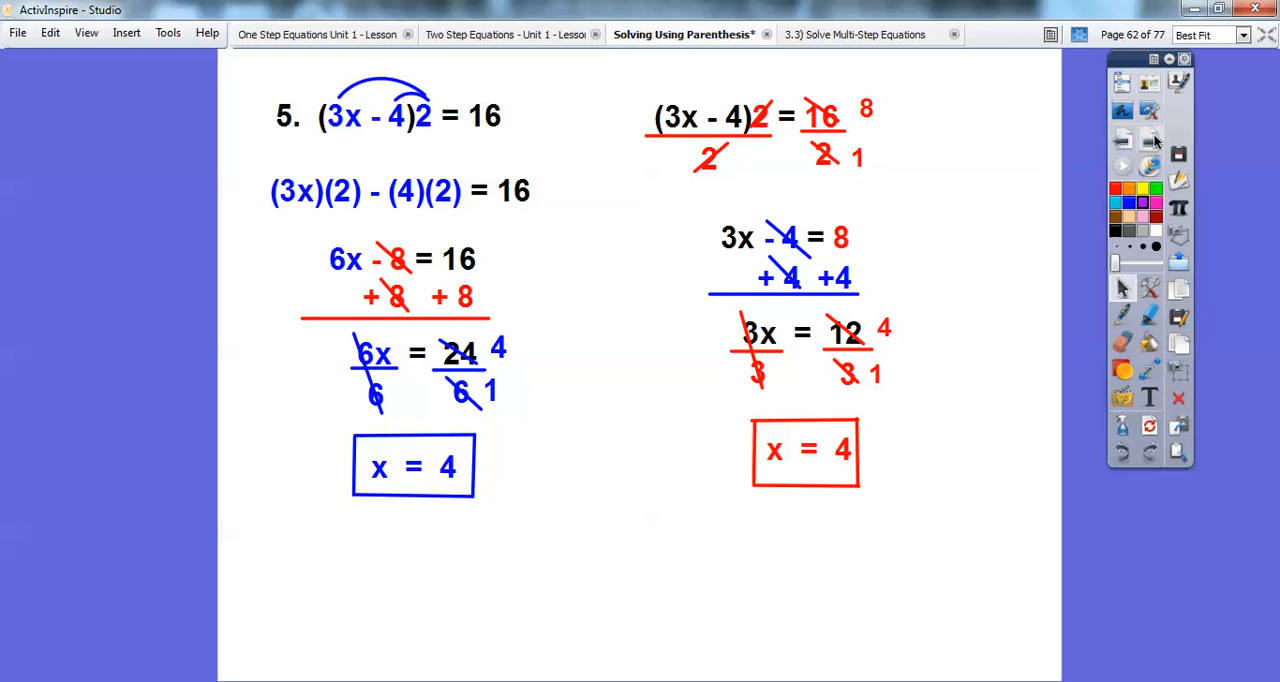 ActivInspire - Studio
File Edit View Insert Tools Help
One Step Equations Unit 1 - Lesson
Two Step Equations - Unit 1 - Lesson
Solving Using Parenthesis*
3.3) Solve Multi-Step Equations
Page 62 of 77
Best Fit
5. (3x - 4)2 = 16
(3x)(2) - (4)(2) = 16
6x - 8 = 16
+ 8 + 8
6x = 24 4
6 6 1
x = 4
(3x - 4)2 = 16 8
2 2 1
3x - 4 = 8
+ 4 +4
3x = 12 4
3 3 1
x = 4
T
π